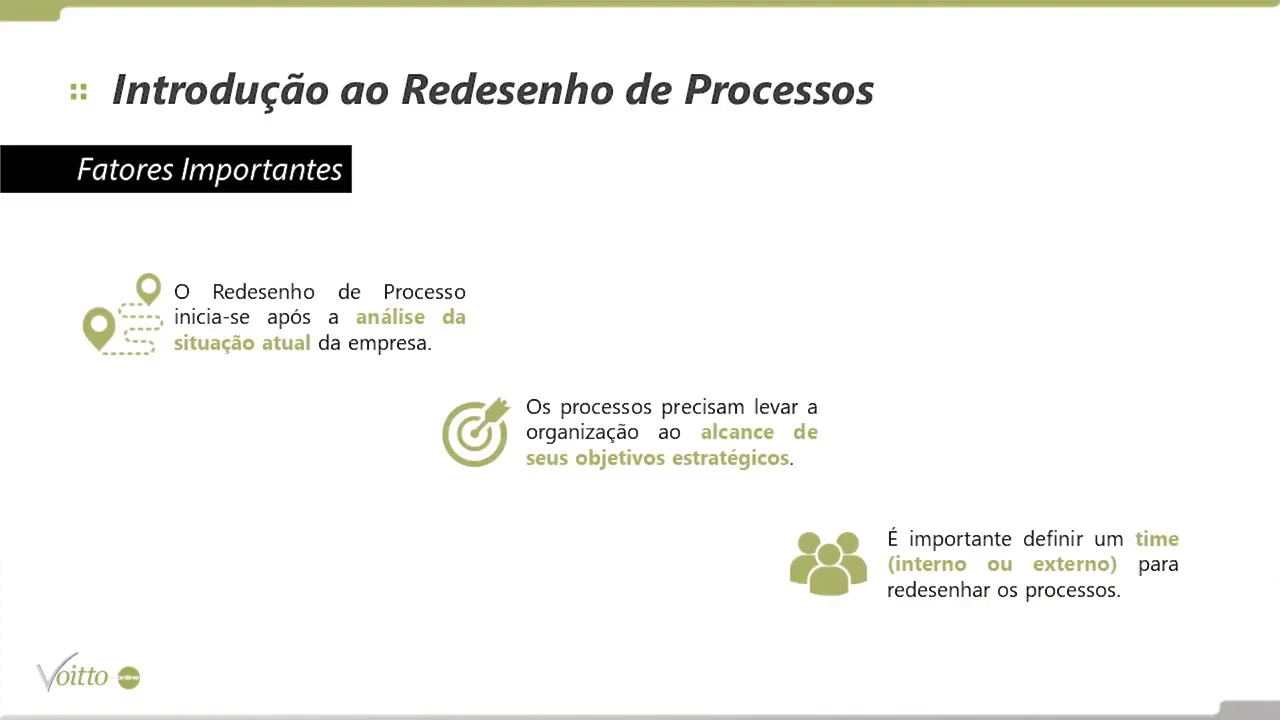 Introdução ao Redesenho de Processos
Fatores Importantes
O Redesenho de Processo
inicia-se após a análise da
situação atual da empresa.
Os processos precisam levar a
organização ao alcance de
seus objetivos estratégicos.
É importante definir um time
(interno ou externo) para
redesenhar os processos.
Voitto online